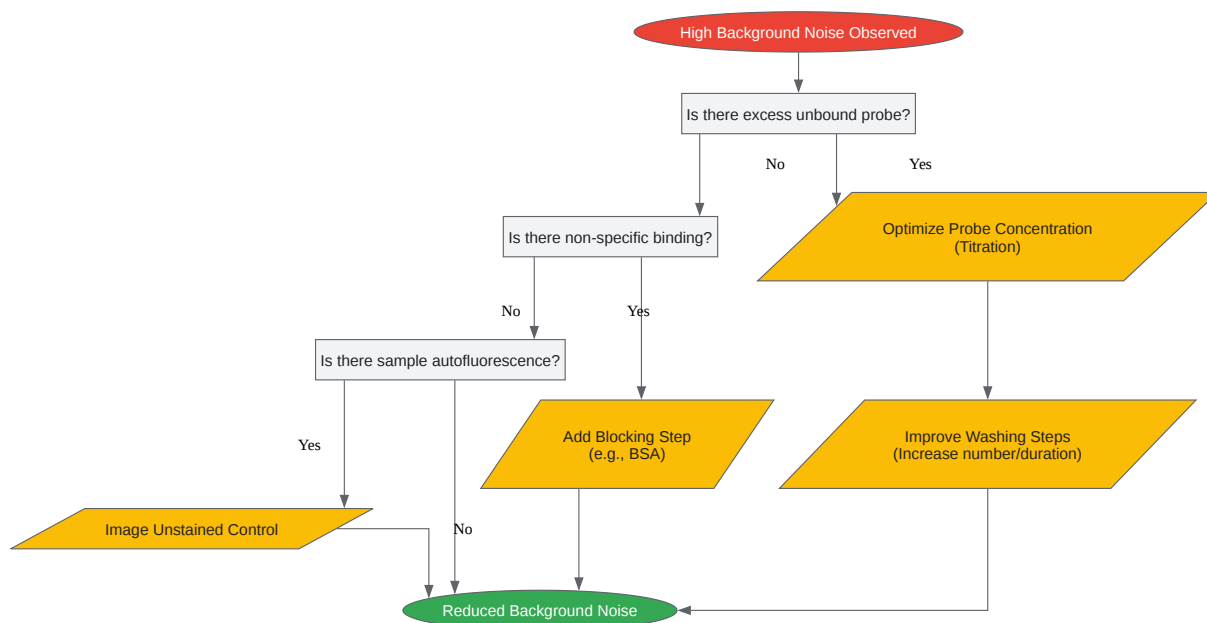 High Background Noise Observed
Is there excess unbound probe?
No
Yes
Optimize Probe Concentration
(Titration)
Is there non-specific binding?
No
Yes
Is there sample autofluorescence?
Add Blocking Step
(e.g., BSA)
Improve Washing Steps
(Increase number/duration)
Yes
Image Unstained Control
No
Reduced Background Noise